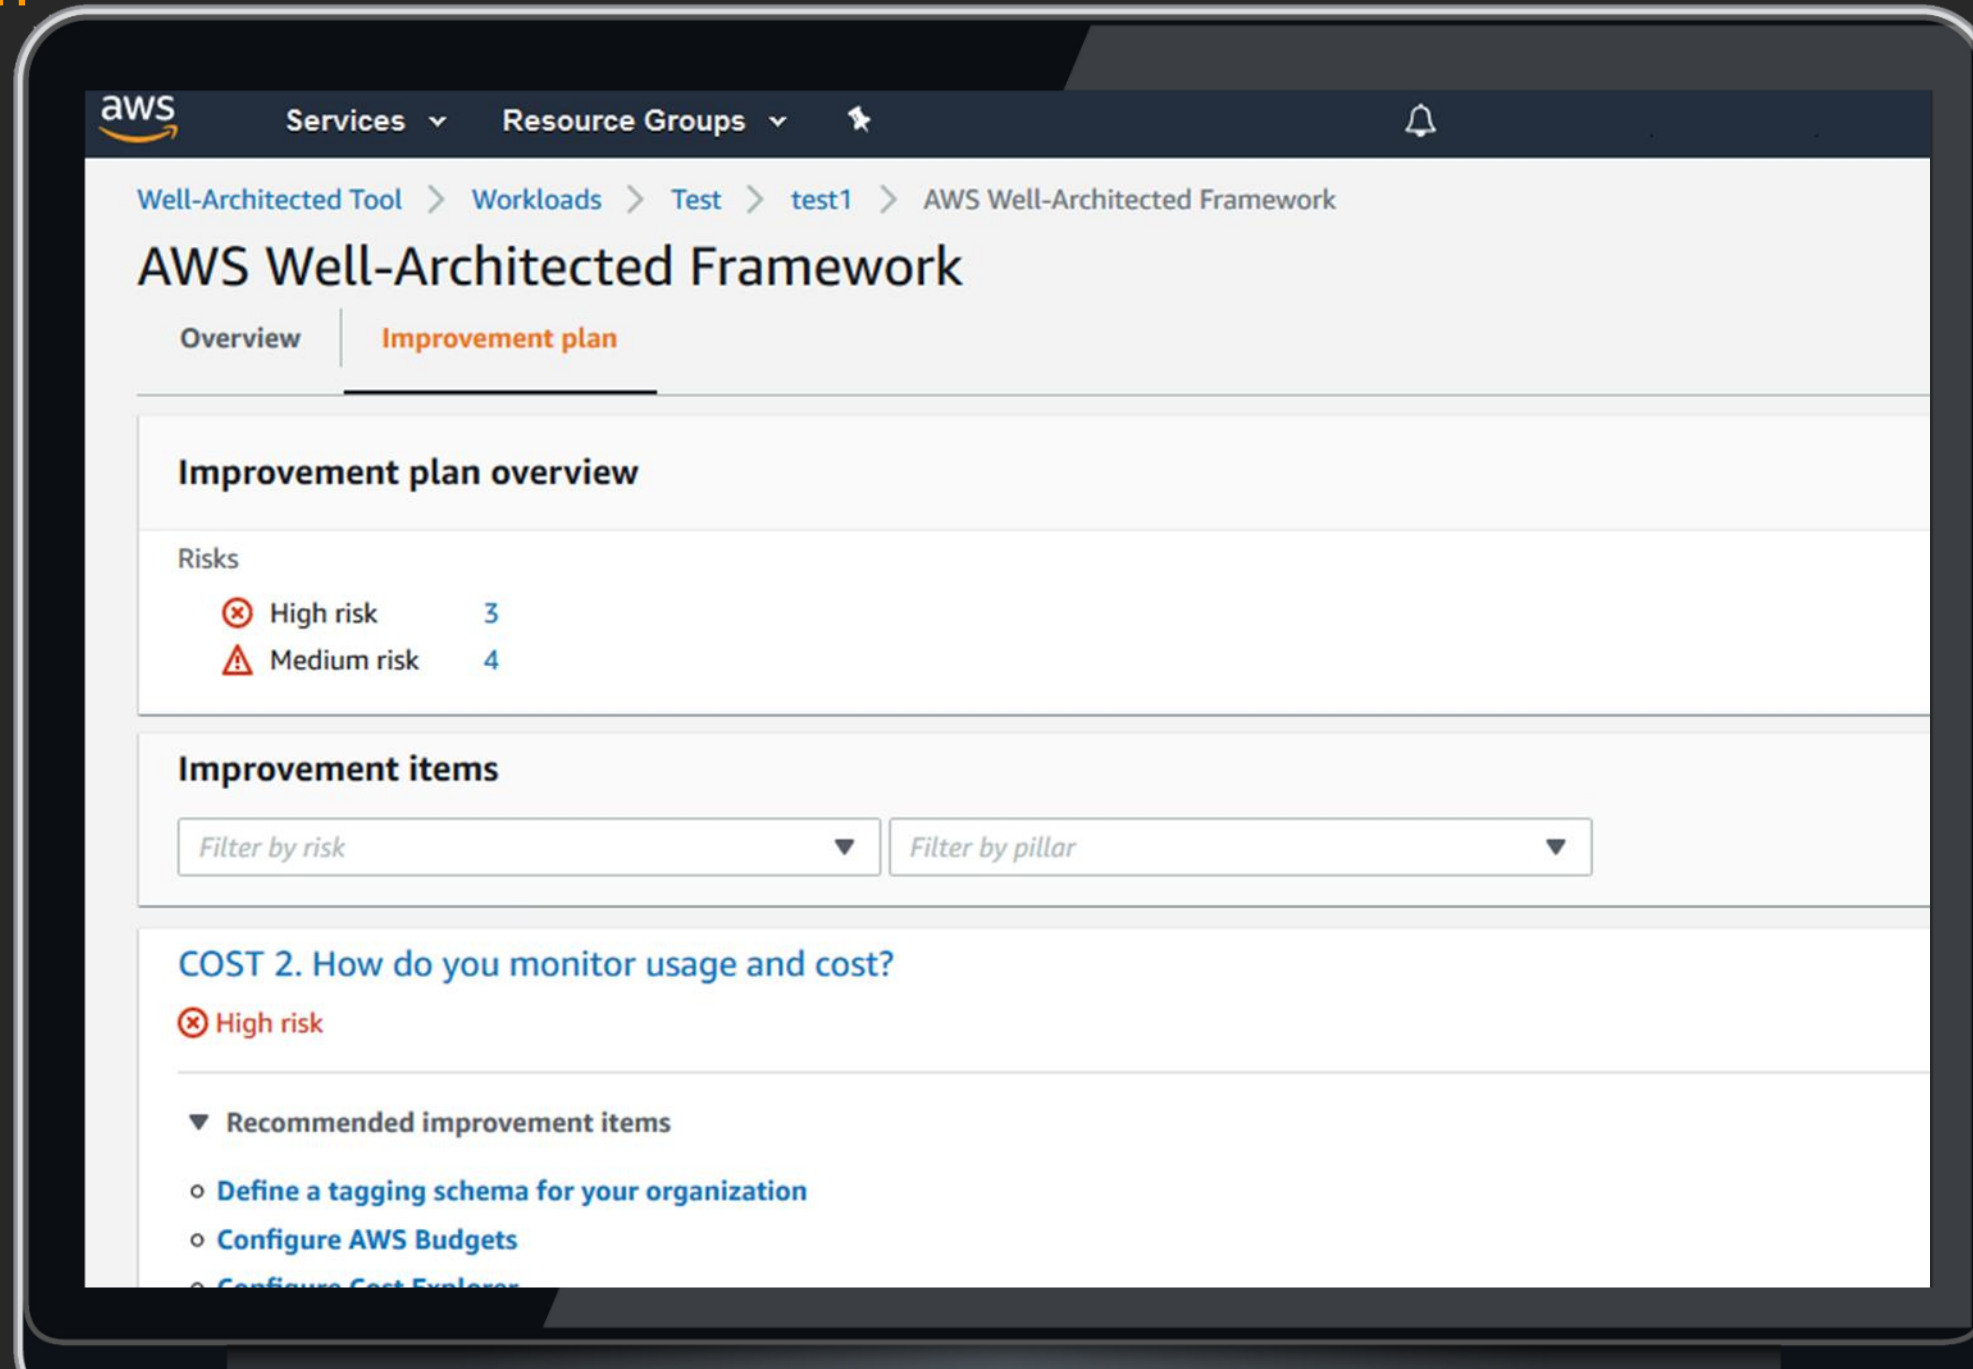 aws Services Resource Groups
Well-Architected Tool > Workloads > Test > test1 > AWS Well-Architected Framework
AWS Well-Architected Framework
Overview Improvement plan
Improvement plan overview
Risks
High risk 3
Medium risk 4
Improvement items
Filter by risk Filter by pillar
COST 2. How do you monitor usage and cost?
High risk
Recommended improvement items
Define a tagging schema for your organization
Configure AWS Budgets
Configure Cost Explorer